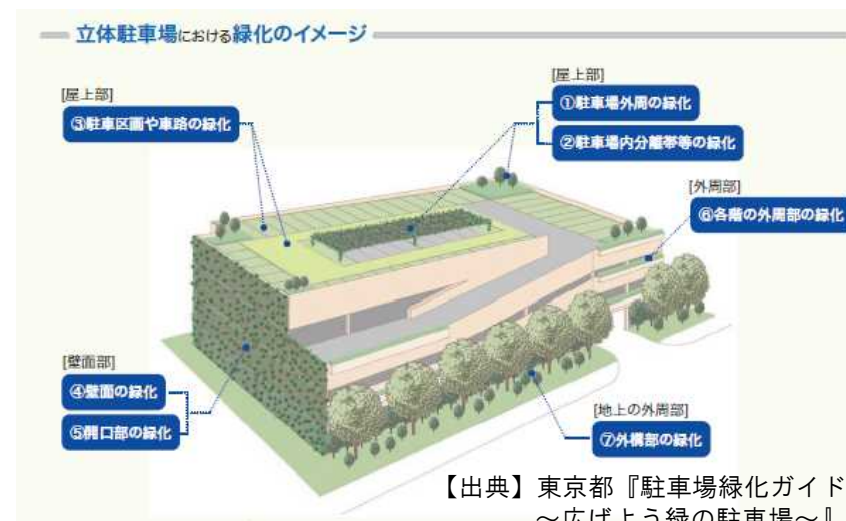 立体駐車場における緑化のイメージ
[屋上部]
③駐車区画や車路の緑化
[屋上部]
①駐車場外周の緑化
②駐車場内分離帯等の緑化
[外周部]
⑥各階の外周部の緑化
[壁面部]
④壁面の緑化
⑤開口部の緑化
[地上の外周部]
⑦外構部の緑化
【出典】東京都『駐車場緑化ガイド
～広げよう緑の駐車場～』